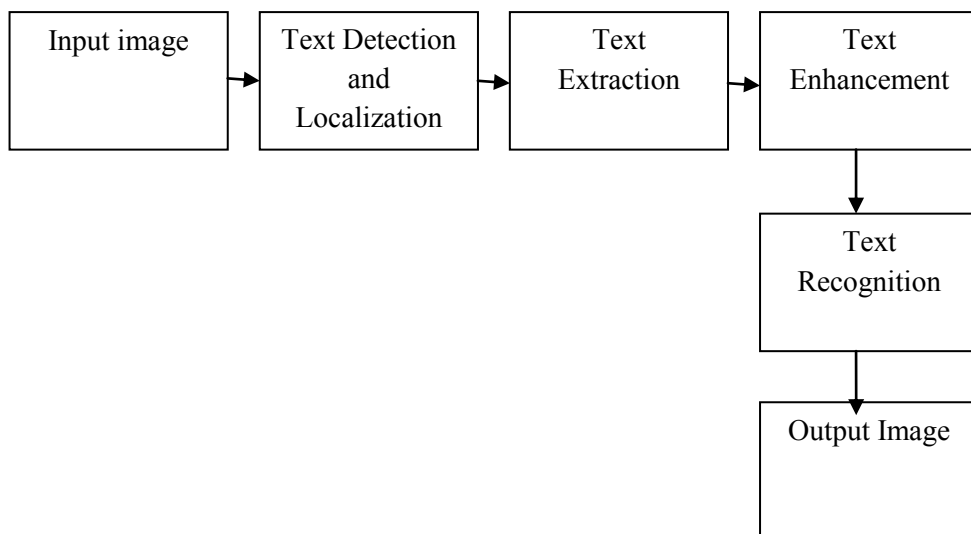 Input image
Text Detection
and
Localization
Text
Extraction
Text
Enhancement
Text
Recognition
Output Image